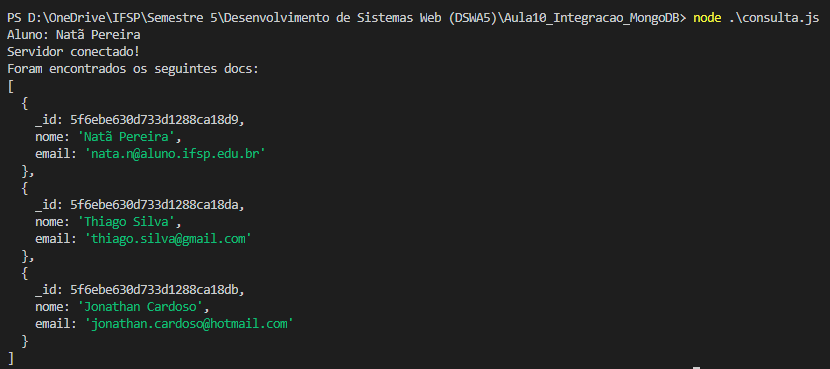 PS D:\OneDrive\IFSP\Semestre 5\Desenvolvimento de Sistemas Web (DSWA5)\Aula10_Integracao_MongoDB> node .\consulta.js
Aluno: Natã Pereira
Servidor conectado!
Foram encontrados os seguintes docs:
[
  {
    _id: 5f6ebe630d733d1288ca18d9,
    nome: 'Natã Pereira',
    email: 'nata.n@aluno.ifsp.edu.br'
  },
  {
    _id: 5f6ebe630d733d1288ca18da,
    nome: 'Thiago Silva',
    email: 'thiago.silva@gmail.com'
  },
  {
    _id: 5f6ebe630d733d1288ca18db,
    nome: 'Jonathan Cardoso',
    email: 'jonathan.cardoso@hotmail.com'
  }
]